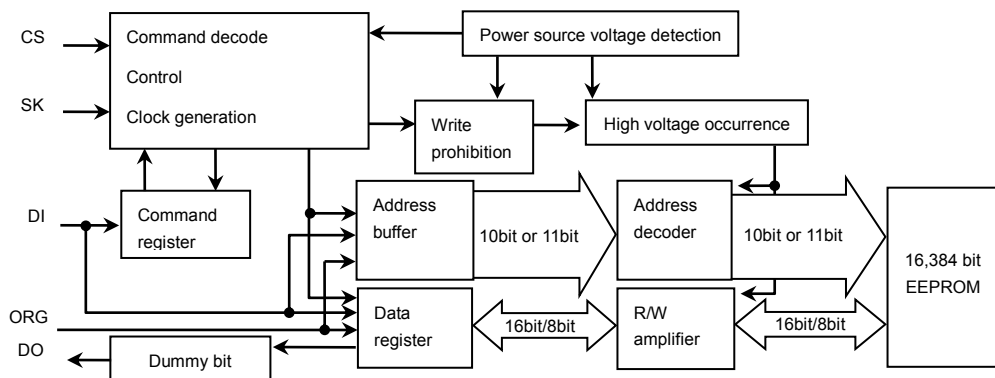 CS
Command decode
Control
Clock generation
Power source voltage detection
SK
Write
prohibition
High voltage occurrence
DI
Command
register
Address
buffer
10bit or 11bit
Address
decoder
10bit or 11bit
16,384 bit
EEPROM
ORG
Data
register
16bit/8bit
R/W
amplifier
16bit/8bit
DO
Dummy bit